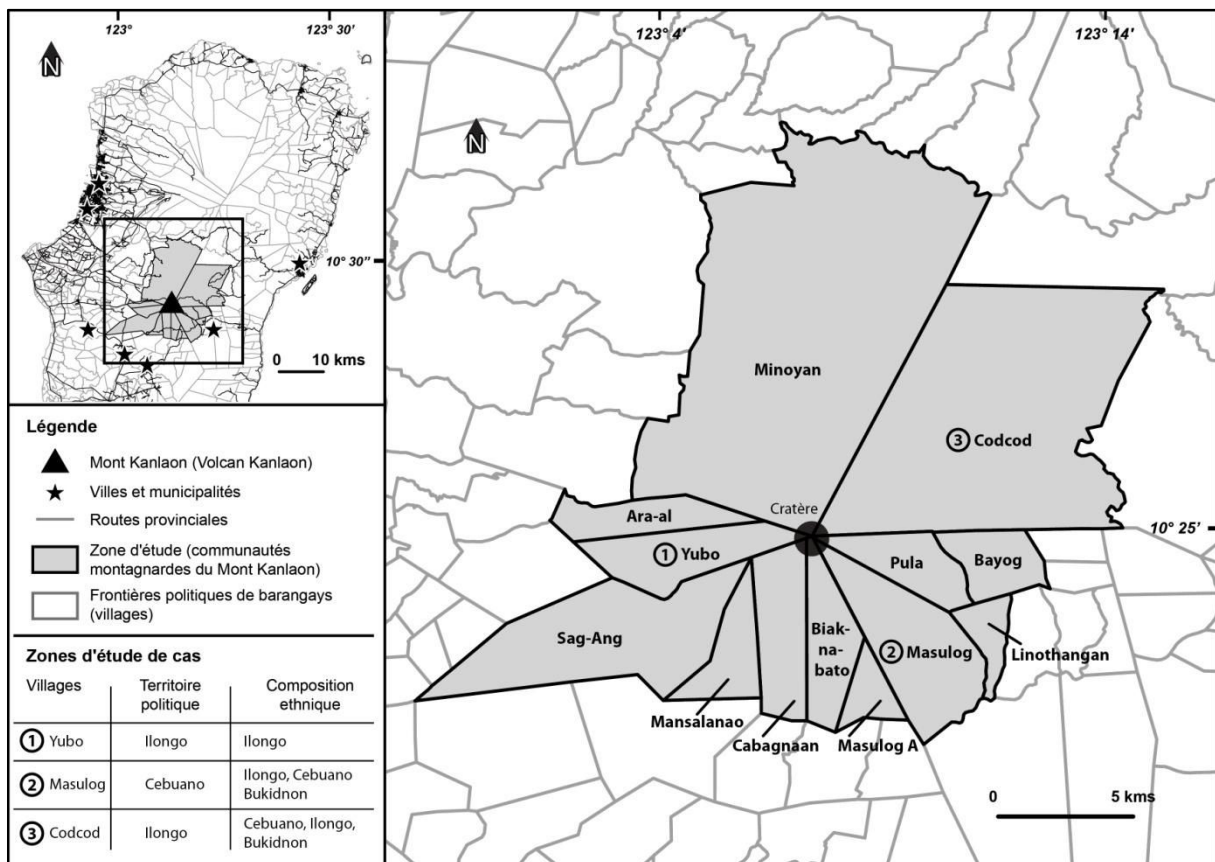 123°
123° 30'
N
10° 30''
0 10 kms
Légende
Mont Kanlaon (Volcan Kanlaon)
Villes et municipalités
Routes provinciales
Zone d'étude (communautés
montagnardes du Mont Kanlaon)
Frontières politiques de barangays
(villages)
Zones d'étude de cas
Villages Territoire politique Composition ethnique
1 Yubo Ilongo Ilongo
2 Masulog Cebuano Ilongo, Cebuano
Bukidnon
3 Codcod Ilongo Cebuano, Ilongo,
Bukidnon
123° 4'
123° 14'
N
Minoyan
3 Codcod
Cratère
Ara-al
10° 25'
1 Yubo
Pula
Bayog
Sag-Ang
Biak-
na-
bato
2 Masulog
Linothangan
Mansalanao
Cabagnaan
Masulog A
0 5 kms